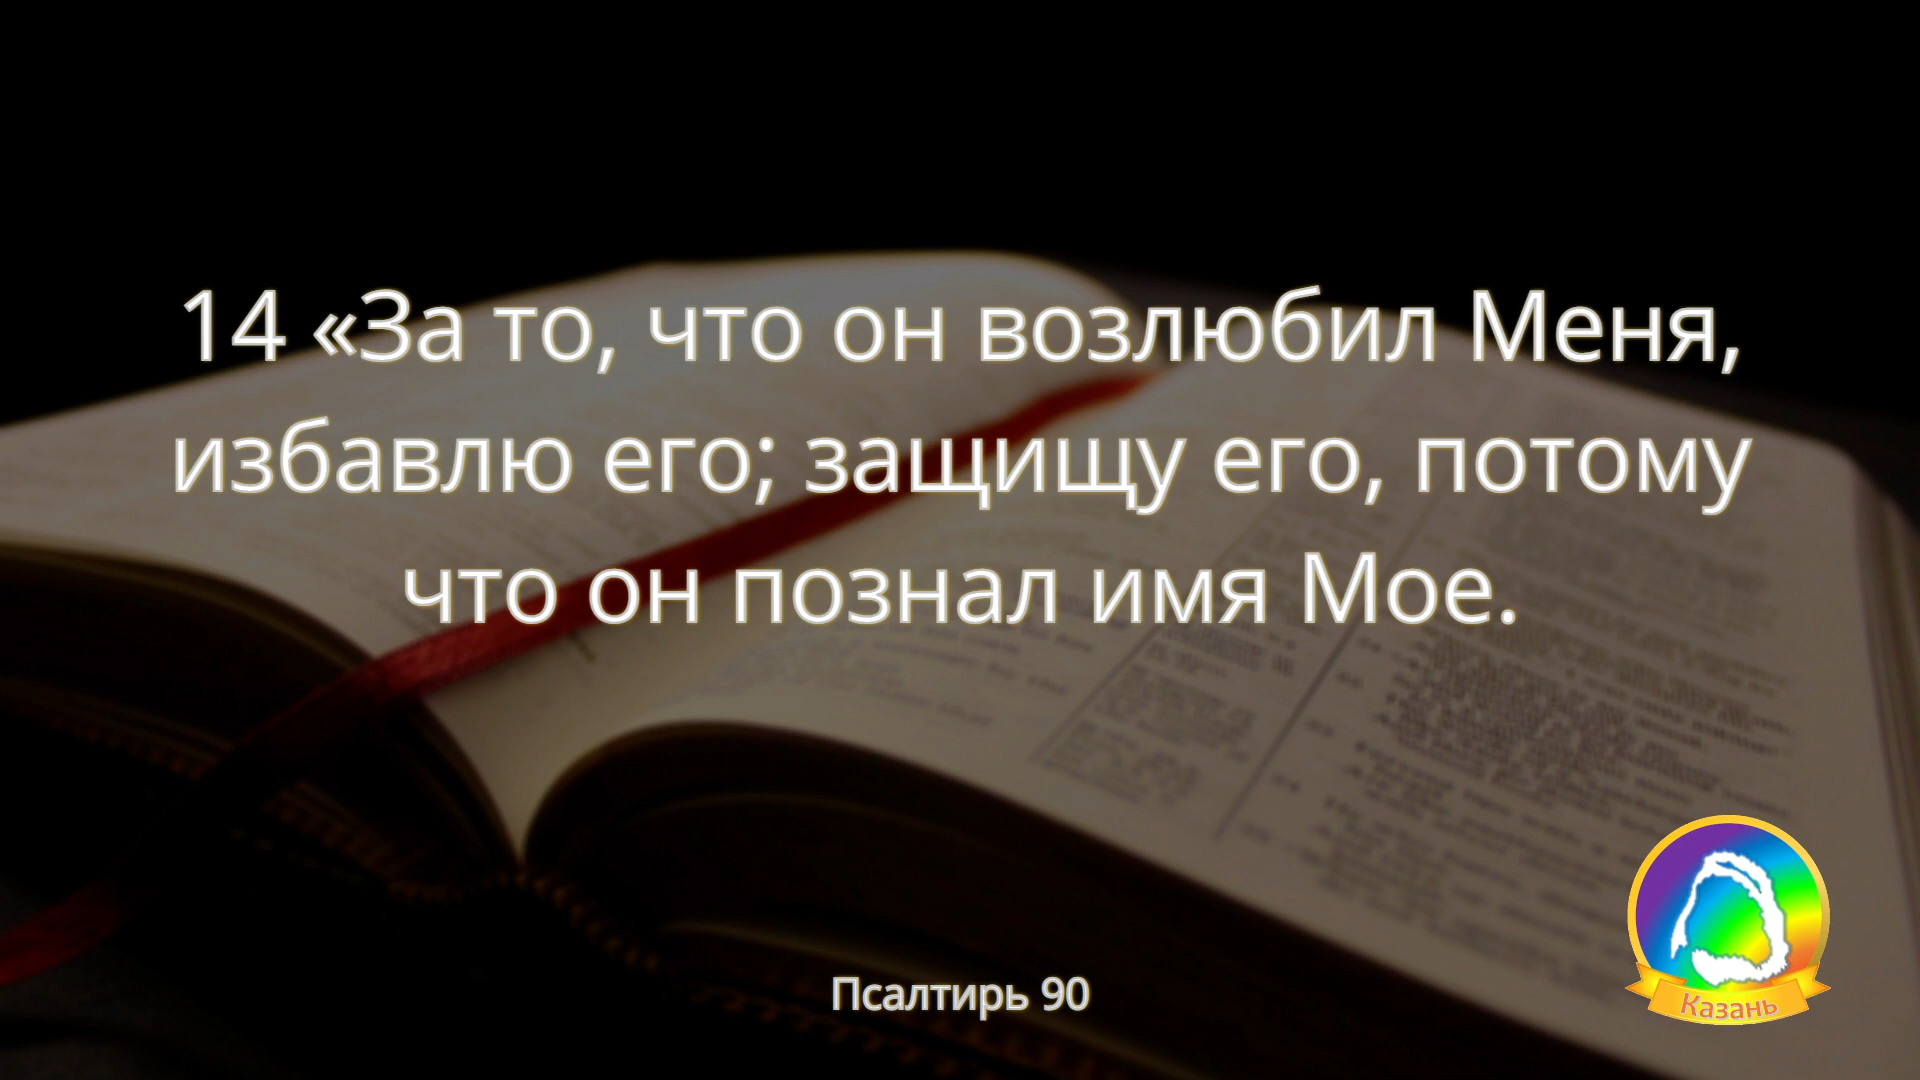 14 «За то, что он возлюбил Меня,
избавлю его; защищу его, потому
что он познал имя Мое.
Псалтирь 90
Казань